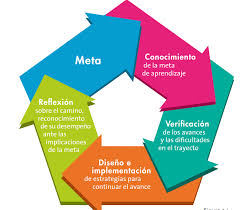 Meta
Conocimiento
de la meta
de aprendizaje
Verificación
de los avances
y las dificultades
en el trayecto
Diseño e
implementación
de estrategias para
continuar el avance
Reflexión
sobre el camino,
reconocimiento
de su desempeño
ante las
implicaciones
de la meta